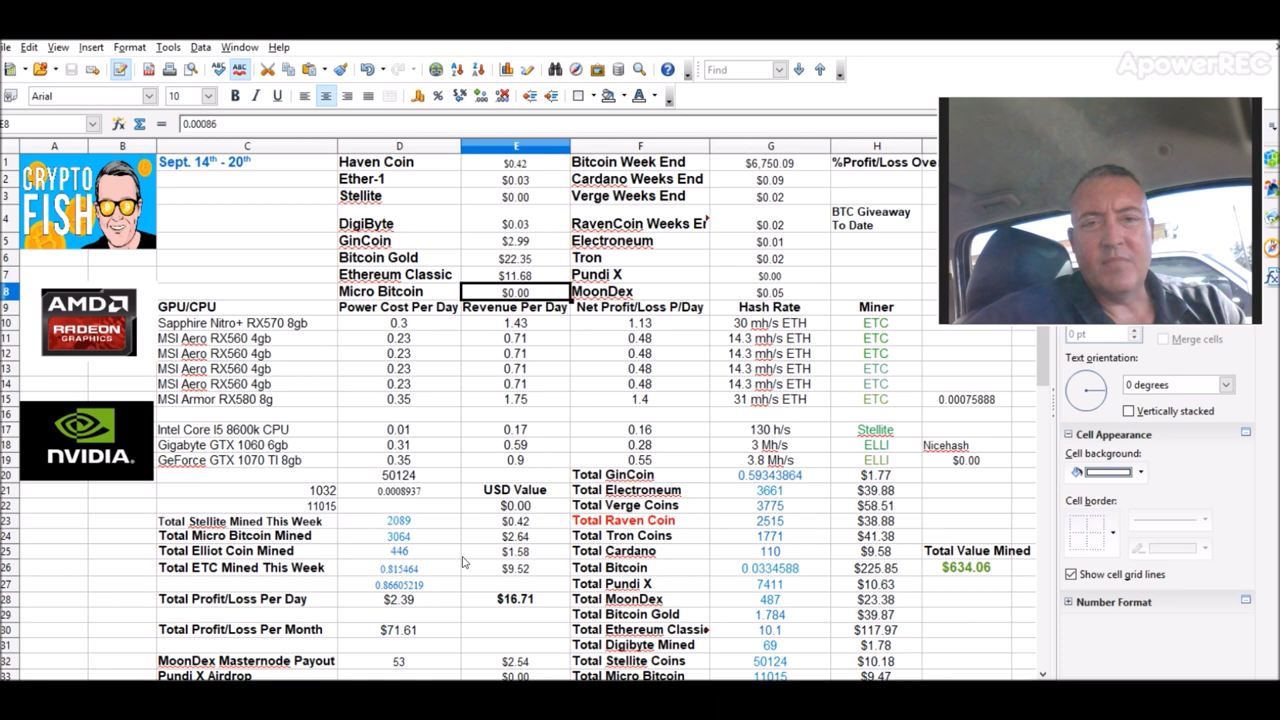 ApowerREC
ile Edit View Insert Format Tools Data Window Help
Find
Arial 10 B I U
E8 0.00086
A B C D E F G H
1 Sept. 14th - 20th Haven Coin $0.42 Bitcoin Week End $6,750.09 %Profit/Loss Over
2 Ether-1 $0.03 Cardano Weeks End $0.09
3 Stellite $0.00 Verge Weeks End $0.02
4 DigiByte $0.03 RavenCoin Weeks $0.02 BTC Giveaway
To Date
5 GinCoin $2.99 Electroneum $0.01
6 Bitcoin Gold $22.35 Tron $0.02
7 Ethereum Classic $11.68 Pundi X $0.00
8 Micro Bitcoin $0.00 MoonDex $0.05
CRYPTO
FISH
9 GPU/CPU Power Cost Per Day Revenue Per Day Net Profit/Loss P/Day Hash Rate Miner
10 Sapphire Nitro+ RX570 8gb 0.3 1.43 1.13 30 mh/s ETH ETC
11 MSI Aero RX560 4gb 0.23 0.71 0.48 14.3 mh/s ETH ETC
12 MSI Aero RX560 4gb 0.23 0.71 0.48 14.3 mh/s ETH ETC
13 MSI Aero RX560 4gb 0.23 0.71 0.48 14.3 mh/s ETH ETC
14 MSI Aero RX560 4gb 0.23 0.71 0.48 14.3 mh/s ETH ETC
15 MSI Armor RX580 8g 0.35 1.75 1.4 31 mh/s ETH ETC 0.00075888
AMD
RADEON
GRAPHICS
16
17 Intel Core I5 8600k CPU 0.01 0.17 0.16 130 h/s Stellite
18 Gigabyte GTX 1060 6gb 0.31 0.59 0.28 3 Mh/s ELLI Nicehash
19 GeForce GTX 1070 TI 8gb 0.35 0.9 0.55 3.8 Mh/s ELLI $0.00
NVIDIA.
20 50124 Total GinCoin 0.59343864 $1.77
21 1032 0.0008937 USD Value Total Electroneum 3661 $39.88
22 11015 $0.00 Total Verge Coins 3775 $58.51
23 Total Stellite Mined This Week 2089 $0.42 Total Raven Coin 2515 $38.88
24 Total Micro Bitcoin Mined 3064 $2.64 Total Tron Coins 1771 $41.38
25 Total Elliot Coin Mined 446 $1.58 Total Cardano 110 $9.58 Total Value Mined
26 Total ETC Mined This Week 0.815464 $9.52 Total Bitcoin 0.0334588 $225.85 $634.06
27 0.86605219 Total Pundi X 7411 $10.63
28 Total Profit/Loss Per Day $2.39 $16.71 Total MoonDex 487 $23.38
29 Total Bitcoin Gold 1.784 $39.87
30 Total Profit/Loss Per Month $71.61 Total Ethereum Classi 10.1 $117.97
31 Total Digibyte Mined 69 $1.78
32 MoonDex Masternode Payout 53 $2.54 Total Stellite Coins 50124 $10.18
33 Pundi X Airdrop $0.00 Total Micro Bitcoin 11015 $9.47
0 pt
Merge cells
Text orientation:
0 degrees
Vertically stacked
Cell Appearance
Cell background:
Cell border:
Show cell grid lines
Number Format